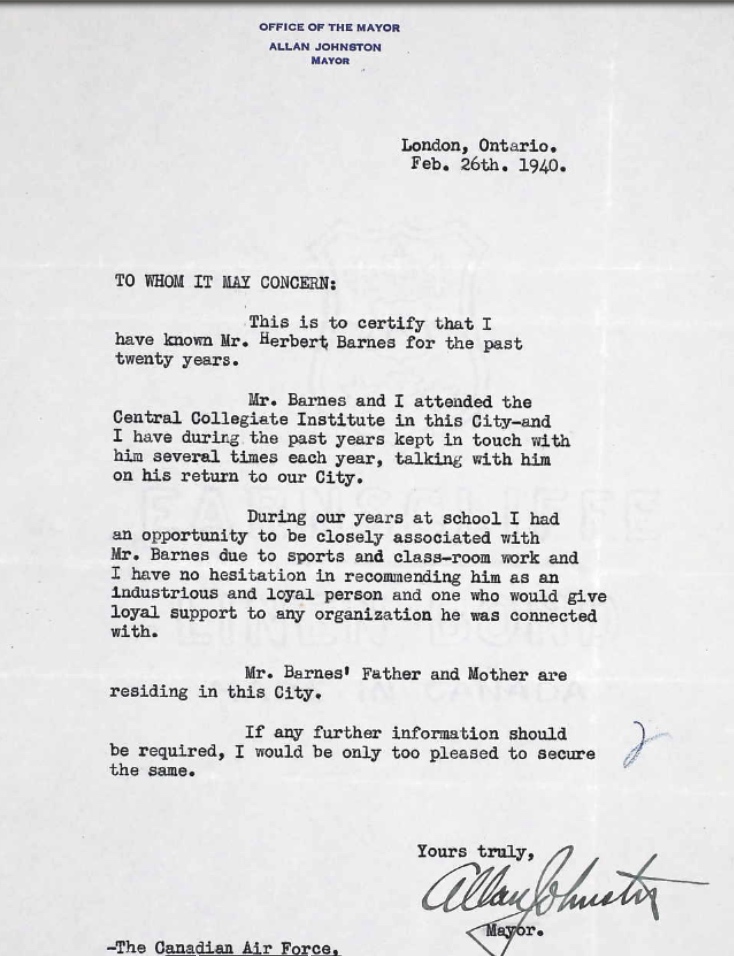 OFFICE OF THE MAYOR
ALLAN JOHNSTON
MAYOR
London, Ontario.
Feb. 26th. 1940.
TO WHOM IT MAY CONCERN:
This is to certify that I
have known Mr. Herbert Barnes for the past
twenty years.
Mr. Barnes and I attended the
Central Collegiate Institute in this City-and
I have during the past years kept in touch with
him several times each year, talking with him
on his return to our City.
During our years at school I had
an opportunity to be closely associated with
Mr. Barnes due to sports and class-room work and
I have no hesitation in recommending him as an
industrious and loyal person and one who would give
loyal support to any organization he was connected
with.
Mr. Barnes' Father and Mother are
residing in this City.
If any further information should
be required, I would be only too pleased to secure
the same.
Yours truly,
Allan Johnston
Mayor.
-The Canadian Air Force,